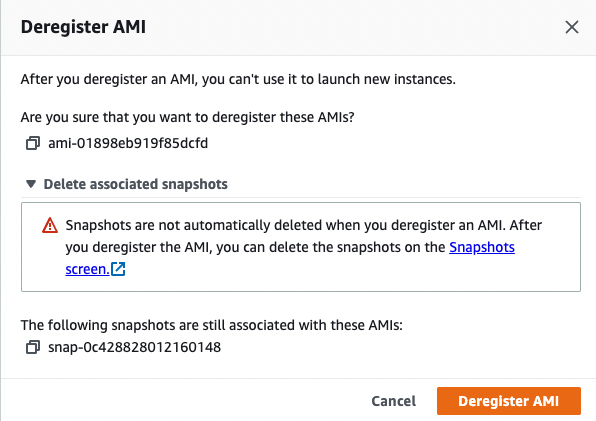 Deregister AMI
After you deregister an AMI, you can't use it to launch new instances.
Are you sure that you want to deregister these AMIs?
ami-01898eb919f85dcfd
Delete associated snapshots
Snapshots are not automatically deleted when you deregister an AMI. After
you deregister the AMI, you can delete the snapshots on the Snapshots
screen.
The following snapshots are still associated with these AMIs:
snap-0c428828012160148
Cancel
Deregister AMI